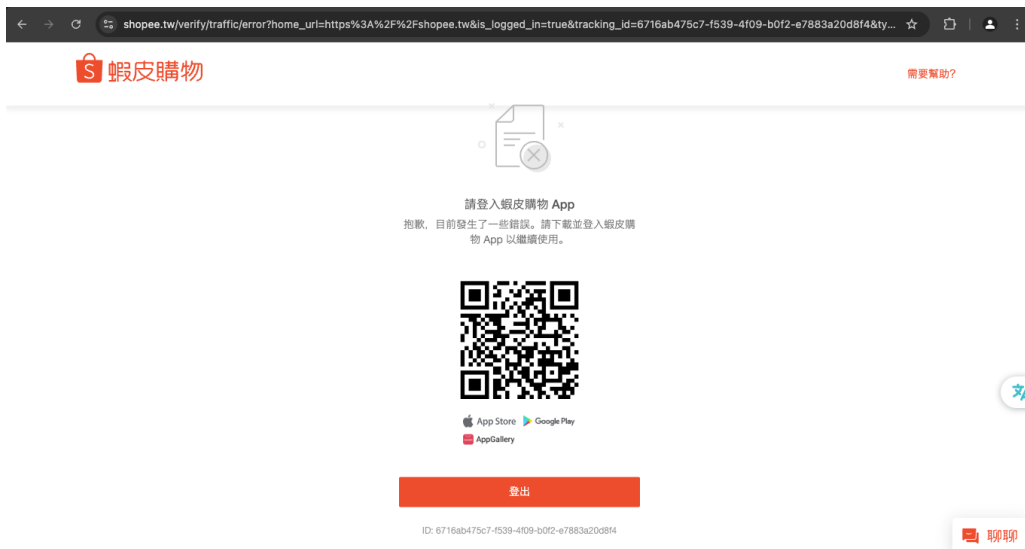 shopee.tw/verify/traffic/error?home_url=https%3A%2F%2Fshopee.tw&is_logged_in=true&tracking_id=6716ab475c7-f539-4f09-b0f2-e7883a20d8f4&ty...
S 蝦皮購物
需要幫助?
請登入蝦皮購物 App
抱歉，目前發生了一些錯誤。請下載並登入蝦皮購
物 App 以繼續使用。
App Store Google Play
AppGallery
登出
ID: 6716ab475c7-f539-4f09-b0f2-e7883a20d8f4
聊聊